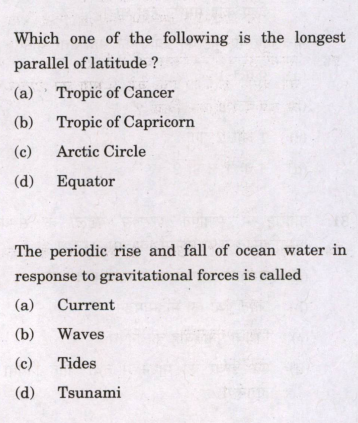 Which one of the following is the longest
parallel of latitude ?
(a) Tropic of Cancer
(b) Tropic of Capricorn
(c) Arctic Circle
(d) Equator
The periodic rise and fall of ocean water in
response to gravitational forces is called
(a) Current
(b) Waves
(c) Tides
(d) Tsunami